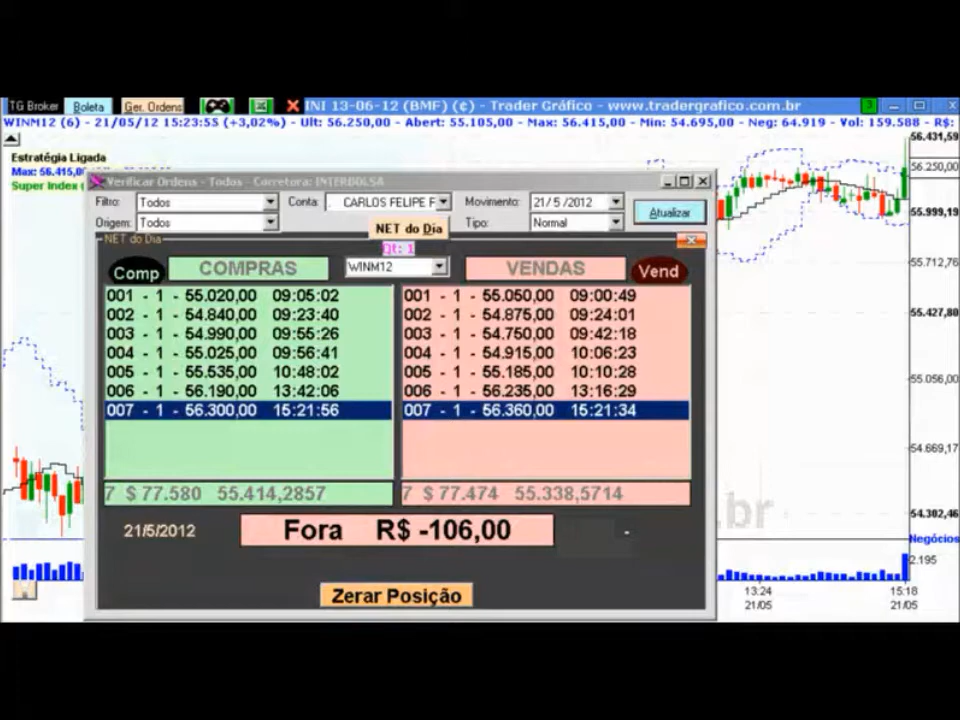 TG Broker Boleta Ger. Ordens INI 13-06-12 (BMF) (¢) - Trader Gráfico - www.tradergrafico.com.br 3
WINM12 (6) - 21/05/12 15:23:55 (+3,02%) - Ult: 56.250,00 - Abert: 55.105,00 - Max: 56.415,00 - Min: 54.695,00 - Neg: 64.919 - Vol: 159.588 - R$:
56.431,59
Estratégia Ligada
Max: 56.415,0
56.250,00
Super Index (
Verificar Ordens - Todos - Corretora: INTERBOLSA
Filtro: Todos Conta: CARLOS FELIPE F Movimento: 21/ 5 /2012
Atualizar
55.999,19
Origem: Todos NET do Dia Tipo: Normal
NET do Dia
Qt: 1
Comp COMPRAS WINM12 VENDAS Vend
55.712,76
001 - 1 - 55.020,00 09:05:02 001 - 1 - 55.050,00 09:00:49
002 - 1 - 54.840,00 09:23:40 002 - 1 - 54.875,00 09:24:01
55.427,80
003 - 1 - 54.990,00 09:55:26 003 - 1 - 54.750,00 09:42:18
004 - 1 - 55.025,00 09:56:41 004 - 1 - 54.915,00 10:06:23
005 - 1 - 55.535,00 10:48:02 005 - 1 - 55.185,00 10:10:28
55.056,00
006 - 1 - 56.190,00 13:42:06 006 - 1 - 56.235,00 13:16:29
007 - 1 - 56.300,00 15:21:56 007 - 1 - 56.360,00 15:21:34
54.669,17
7 $ 77.580 55.414,2857 7 $ 77.474 55.338,5714
.br
54.302,46
21/5/2012 Fora R$ -106,00 -
Negócios
2.195
Zerar Posição
13:24 15:18
21/05 21/05